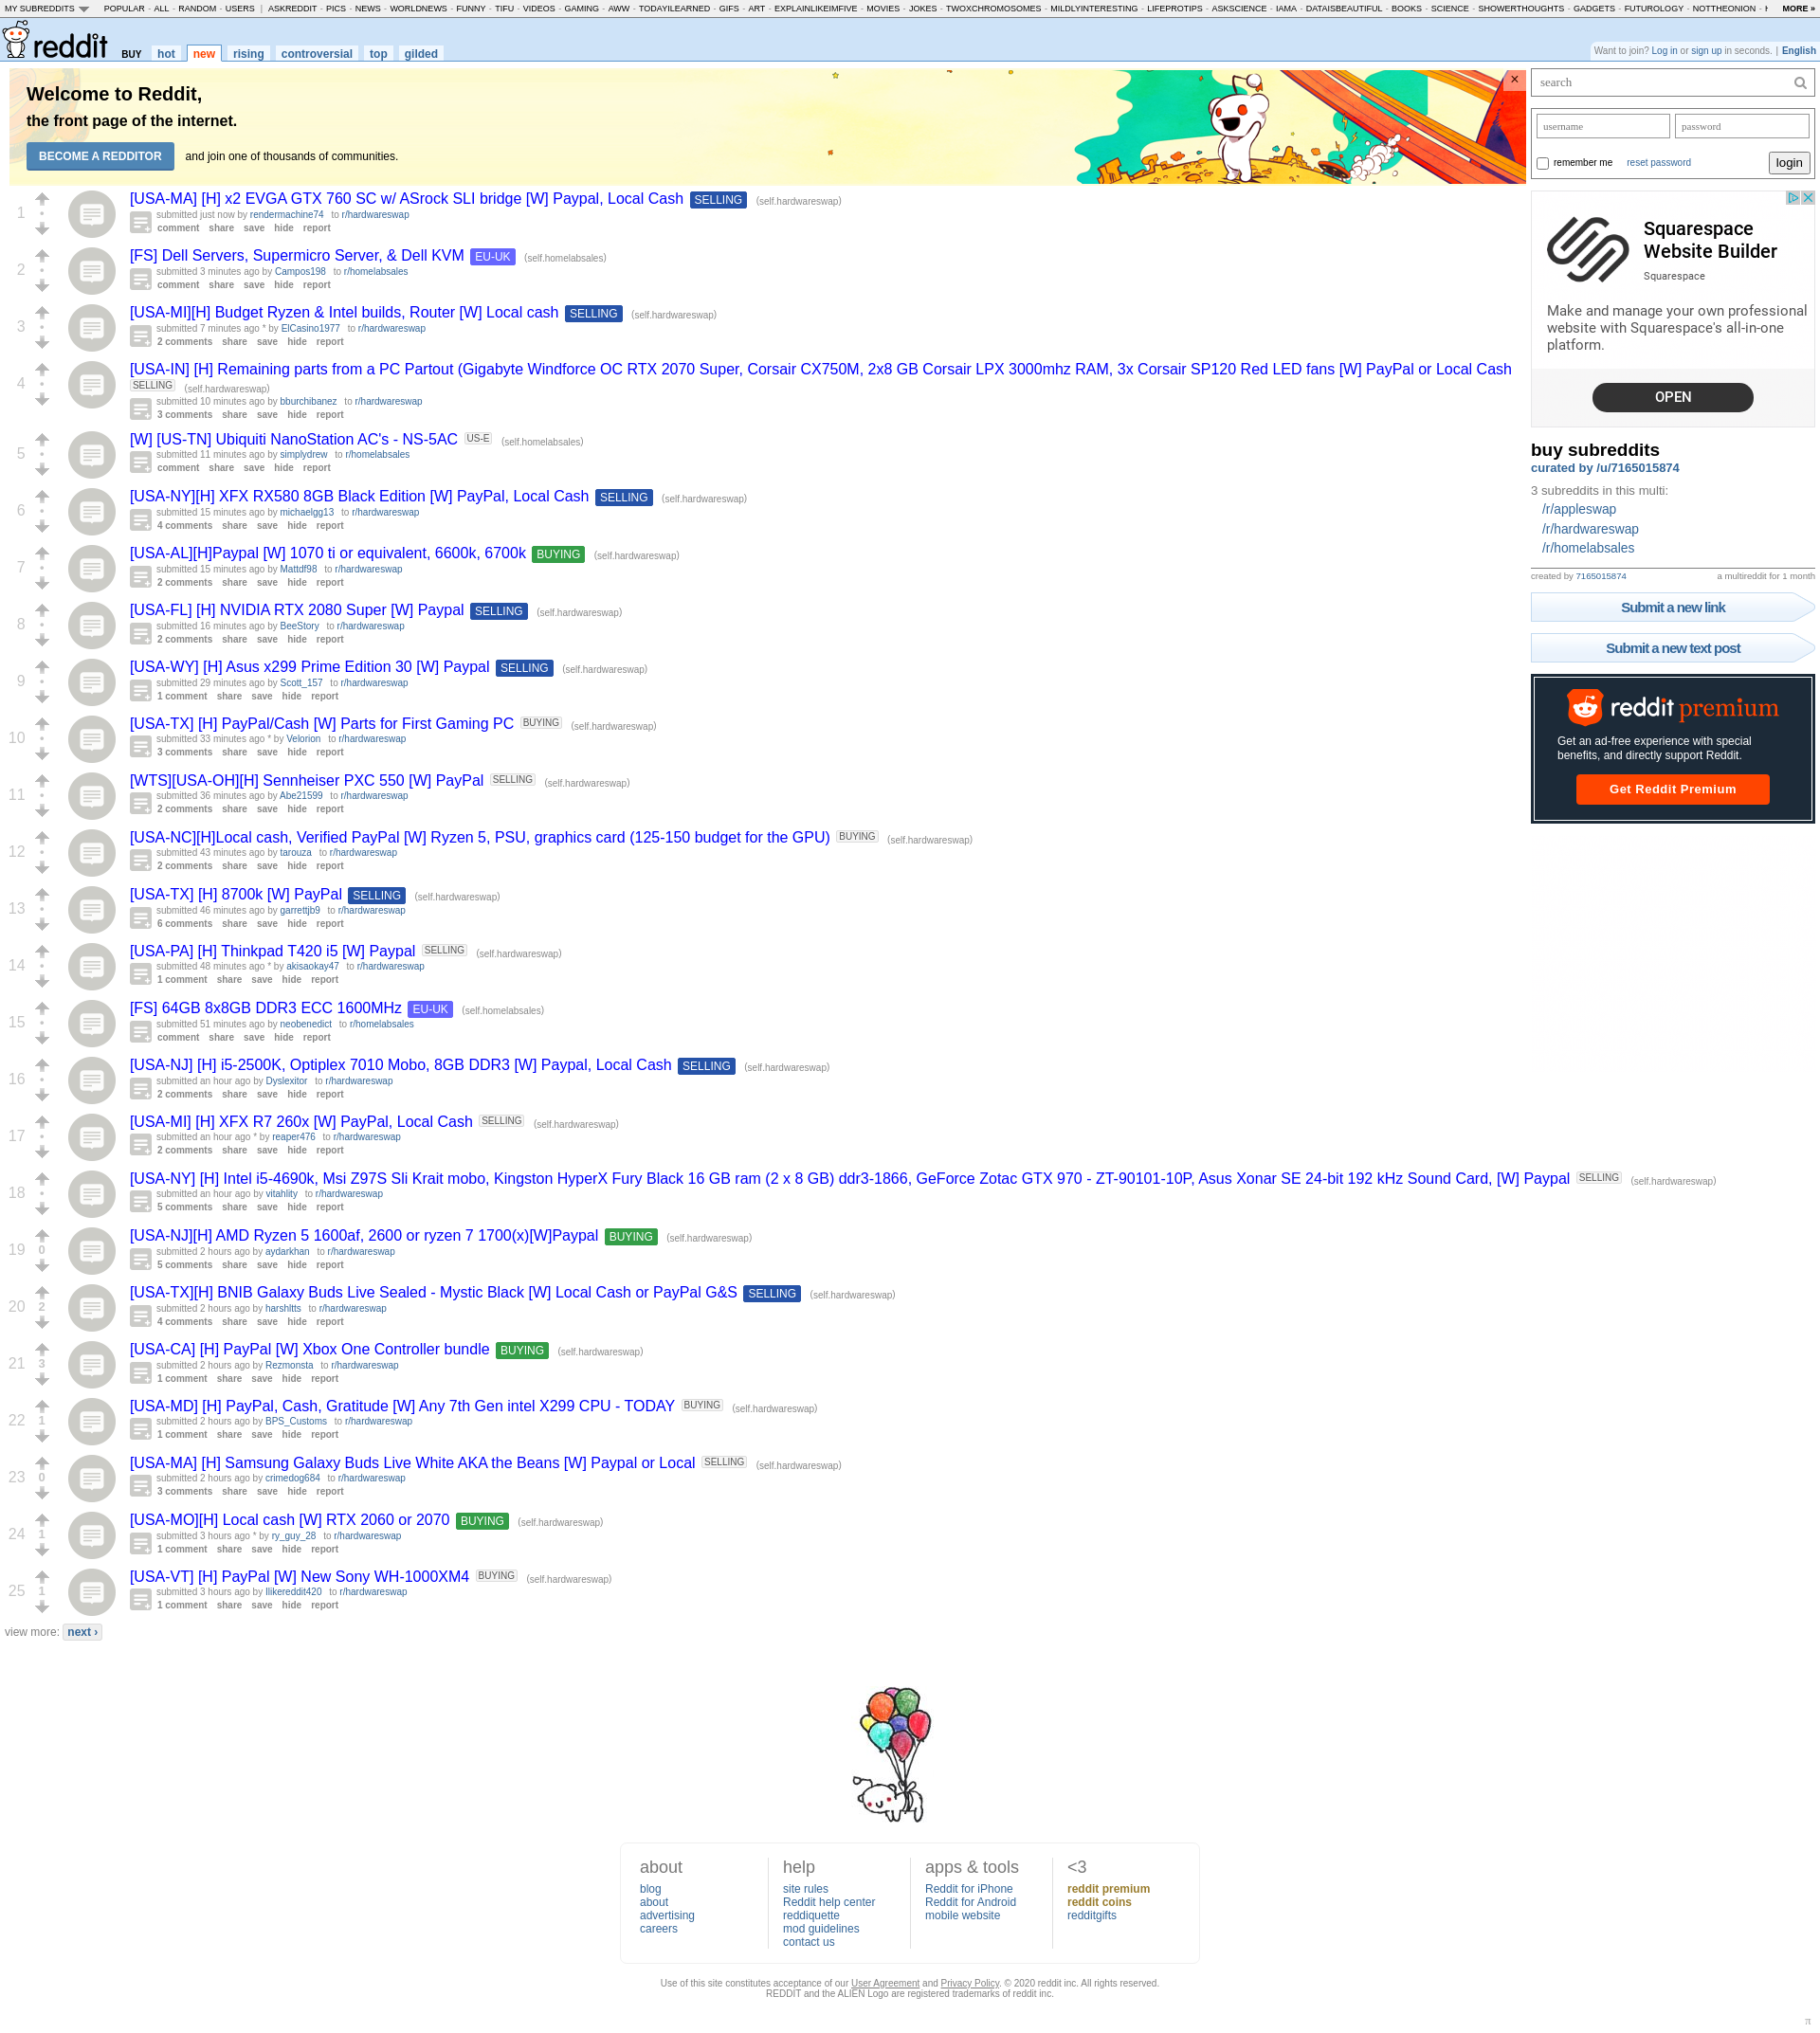 MY SUBREDDITS POPULAR - ALL - RANDOM - USERS | ASKREDDIT - PICS - NEWS - WORLDNEWS - FUNNY - TIFU - VIDEOS - GAMING - AWW - TODAYILEARNED - GIFS - ART - EXPLAINLIKEIMFIVE - MOVIES - JOKES - TWOXCHROMOSOMES - MILDLYINTERESTING - LIFEPROTIPS - ASKSCIENCE - IAMA - DATAISBEAUTIFUL - BOOKS - SCIENCE - SHOWERTHOUGHTS - GADGETS - FUTUROLOGY - NOTTHEONION - MORE »
reddit BUY hot new rising controversial top gilded
Want to join? Log in or sign up in seconds. | English
Welcome to Reddit,
the front page of the internet.
BECOME A REDDITOR and join one of thousands of communities.
×
1
[USA-MA] [H] x2 EVGA GTX 760 SC w/ ASrock SLI bridge [W] Paypal, Local Cash SELLING (self.hardwareswap)
submitted just now by rendermachine74 to r/hardwareswap
comment share save hide report
2
[FS] Dell Servers, Supermicro Server, & Dell KVM EU-UK (self.homelabsales)
submitted 3 minutes ago by Campos198 to r/homelabsales
comment share save hide report
3
[USA-MI][H] Budget Ryzen & Intel builds, Router [W] Local cash SELLING (self.hardwareswap)
submitted 7 minutes ago * by ElCasino1977 to r/hardwareswap
2 comments share save hide report
4
[USA-IN] [H] Remaining parts from a PC Partout (Gigabyte Windforce OC RTX 2070 Super, Corsair CX750M, 2x8 GB Corsair LPX 3000mhz RAM, 3x Corsair SP120 Red LED fans [W] PayPal or Local Cash
SELLING (self.hardwareswap)
submitted 10 minutes ago by bburchibanez to r/hardwareswap
3 comments share save hide report
5
[W] [US-TN] Ubiquiti NanoStation AC's - NS-5AC US-E (self.homelabsales)
submitted 11 minutes ago by simplydrew to r/homelabsales
comment share save hide report
6
[USA-NY][H] XFX RX580 8GB Black Edition [W] PayPal, Local Cash SELLING (self.hardwareswap)
submitted 15 minutes ago by michaelgg13 to r/hardwareswap
4 comments share save hide report
7
[USA-AL][H]Paypal [W] 1070 ti or equivalent, 6600k, 6700k BUYING (self.hardwareswap)
submitted 15 minutes ago by Mattdf98 to r/hardwareswap
2 comments share save hide report
8
[USA-FL] [H] NVIDIA RTX 2080 Super [W] Paypal SELLING (self.hardwareswap)
submitted 16 minutes ago by BeeStory to r/hardwareswap
2 comments share save hide report
9
[USA-WY] [H] Asus x299 Prime Edition 30 [W] Paypal SELLING (self.hardwareswap)
submitted 29 minutes ago by Scott_157 to r/hardwareswap
1 comment share save hide report
10
[USA-TX] [H] PayPal/Cash [W] Parts for First Gaming PC BUYING (self.hardwareswap)
submitted 33 minutes ago * by Velorion to r/hardwareswap
3 comments share save hide report
11
[WTS][USA-OH][H] Sennheiser PXC 550 [W] PayPal SELLING (self.hardwareswap)
submitted 36 minutes ago by Abe21599 to r/hardwareswap
2 comments share save hide report
12
[USA-NC][H]Local cash, Verified PayPal [W] Ryzen 5, PSU, graphics card (125-150 budget for the GPU) BUYING (self.hardwareswap)
submitted 43 minutes ago by tarouza to r/hardwareswap
2 comments share save hide report
13
[USA-TX] [H] 8700k [W] PayPal SELLING (self.hardwareswap)
submitted 46 minutes ago by garrettjb9 to r/hardwareswap
6 comments share save hide report
14
[USA-PA] [H] Thinkpad T420 i5 [W] Paypal SELLING (self.hardwareswap)
submitted 48 minutes ago * by akisaokay47 to r/hardwareswap
1 comment share save hide report
15
[FS] 64GB 8x8GB DDR3 ECC 1600MHz EU-UK (self.homelabsales)
submitted 51 minutes ago by neobenedict to r/homelabsales
comment share save hide report
16
[USA-NJ] [H] i5-2500K, Optiplex 7010 Mobo, 8GB DDR3 [W] Paypal, Local Cash SELLING (self.hardwareswap)
submitted an hour ago by Dyslexitor to r/hardwareswap
2 comments share save hide report
17
[USA-MI] [H] XFX R7 260x [W] PayPal, Local Cash SELLING (self.hardwareswap)
submitted an hour ago * by reaper476 to r/hardwareswap
2 comments share save hide report
18
[USA-NY] [H] Intel i5-4690k, Msi Z97S Sli Krait mobo, Kingston HyperX Fury Black 16 GB ram (2 x 8 GB) ddr3-1866, GeForce Zotac GTX 970 - ZT-90101-10P, Asus Xonar SE 24-bit 192 kHz Sound Card, [W] Paypal SELLING (self.hardwareswap)
submitted an hour ago by vitahlity to r/hardwareswap
5 comments share save hide report
19 0
[USA-NJ][H] AMD Ryzen 5 1600af, 2600 or ryzen 7 1700(x)[W]Paypal BUYING (self.hardwareswap)
submitted 2 hours ago by aydarkhan to r/hardwareswap
5 comments share save hide report
20 2
[USA-TX][H] BNIB Galaxy Buds Live Sealed - Mystic Black [W] Local Cash or PayPal G&S SELLING (self.hardwareswap)
submitted 2 hours ago by harshltts to r/hardwareswap
4 comments share save hide report
21 3
[USA-CA] [H] PayPal [W] Xbox One Controller bundle BUYING (self.hardwareswap)
submitted 2 hours ago by Rezmonsta to r/hardwareswap
1 comment share save hide report
22 1
[USA-MD] [H] PayPal, Cash, Gratitude [W] Any 7th Gen intel X299 CPU - TODAY BUYING (self.hardwareswap)
submitted 2 hours ago by BPS_Customs to r/hardwareswap
1 comment share save hide report
23 0
[USA-MA] [H] Samsung Galaxy Buds Live White AKA the Beans [W] Paypal or Local SELLING (self.hardwareswap)
submitted 2 hours ago by crimedog684 to r/hardwareswap
3 comments share save hide report
24 1
[USA-MO][H] Local cash [W] RTX 2060 or 2070 BUYING (self.hardwareswap)
submitted 3 hours ago * by ry_guy_28 to r/hardwareswap
1 comment share save hide report
25 1
[USA-VT] [H] PayPal [W] New Sony WH-1000XM4 BUYING (self.hardwareswap)
submitted 3 hours ago by Ilikereddit420 to r/hardwareswap
1 comment share save hide report
view more: next ›
search
username password
remember me reset password login
Squarespace
Website Builder
Squarespace
Make and manage your own professional
website with Squarespace's all-in-one
platform.
OPEN
buy subreddits
curated by /u/7165015874
3 subreddits in this multi:
/r/appleswap
/r/hardwareswap
/r/homelabsales
created by 7165015874 a multireddit for 1 month
Submit a new link
Submit a new text post
reddit premium
Get an ad-free experience with special
benefits, and directly support Reddit.
Get Reddit Premium
about
blog
about
advertising
careers
help
site rules
Reddit help center
reddiquette
mod guidelines
contact us
apps & tools
Reddit for iPhone
Reddit for Android
mobile website
<3
reddit premium
reddit coins
redditgifts
Use of this site constitutes acceptance of our User Agreement and Privacy Policy. © 2020 reddit inc. All rights reserved.
REDDIT and the ALIEN Logo are registered trademarks of reddit inc.
π